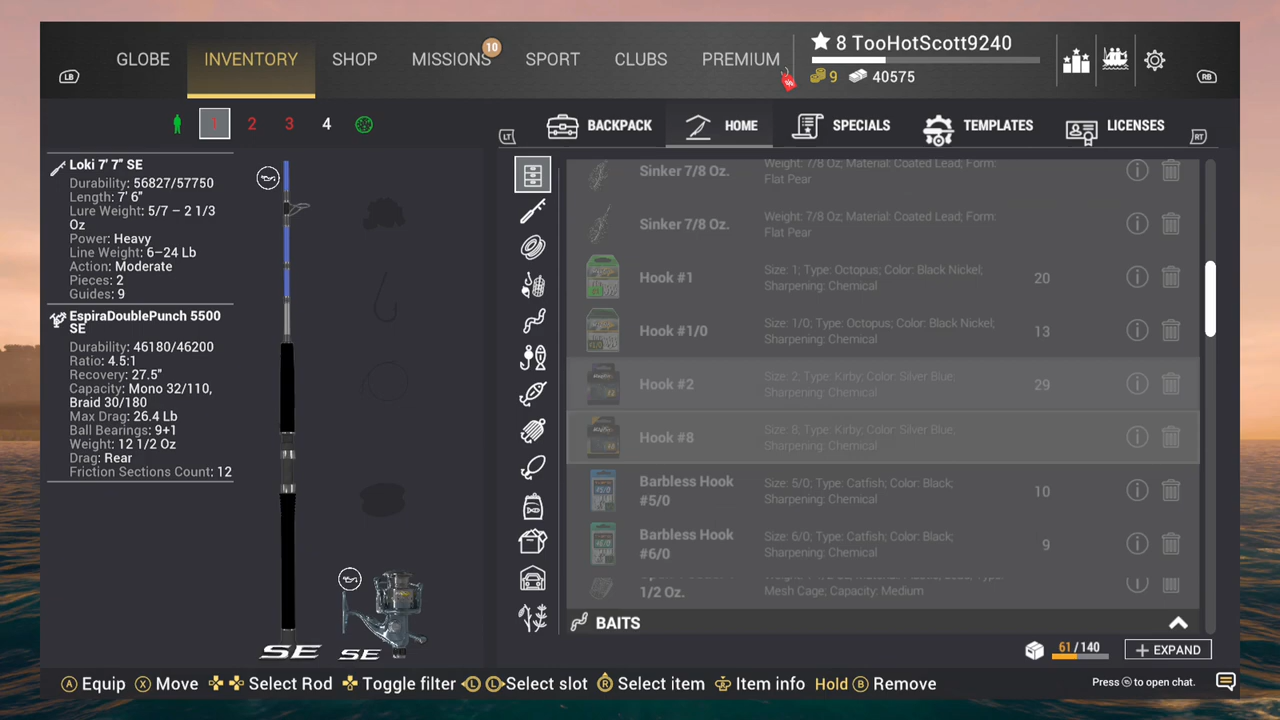 GLOBE
INVENTORY
SHOP
MISSIONS
10
SPORT
CLUBS
PREMIUM
8 TooHotScott9240
9
40575
LB
RB
1
2
3
4
LT
BACKPACK
HOME
SPECIALS
TEMPLATES
LICENSES
RT
Loki 7' 7” SE
Durability: 56827/57750
Length: 7' 6”
Lure Weight: 5/7 – 2 1/3
Oz
Power: Heavy
Line Weight: 6–24 Lb
Action: Moderate
Pieces: 2
Guides: 9
EspiraDoublePunch 5500
SE
Durability: 46180/46200
Ratio: 4.5:1
Recovery: 27.5"
Capacity: Mono 32/110,
Braid 30/180
Max Drag: 26.4 Lb
Ball Bearings: 9+1
Weight: 12 1/2 Oz
Drag: Rear
Friction Sections Count: 12
SE
SE
Sinker 7/8 Oz.
Weight: 7/8 Oz; Material: Coated Lead; Form:
Flat Pear
Sinker 7/8 Oz.
Weight: 7/8 Oz; Material: Coated Lead; Form:
Flat Pear
Hook #1
Size: 1; Type: Octopus; Color: Black Nickel;
Sharpening: Chemical
20
Hook #1/0
Size: 1/0; Type: Octopus; Color: Black Nickel;
Sharpening: Chemical
13
Hook #2
Size: 2; Type: Kirby; Color: Silver Blue;
Sharpening: Chemical
29
Hook #8
Size: 8; Type: Kirby; Color: Silver Blue;
Sharpening: Chemical
Barbless Hook
#5/0
Size: 5/0; Type: Catfish; Color: Black;
Sharpening: Chemical
10
Barbless Hook
#6/0
Size: 6/0; Type: Catfish; Color: Black;
Sharpening: Chemical
9
1/2 Oz.
Mesh Cage; Capacity: Medium
BAITS
61/140
EXPAND
A Equip X Move Select Rod Toggle filter L L Select slot R Select item Item info Hold B Remove
Press to open chat.